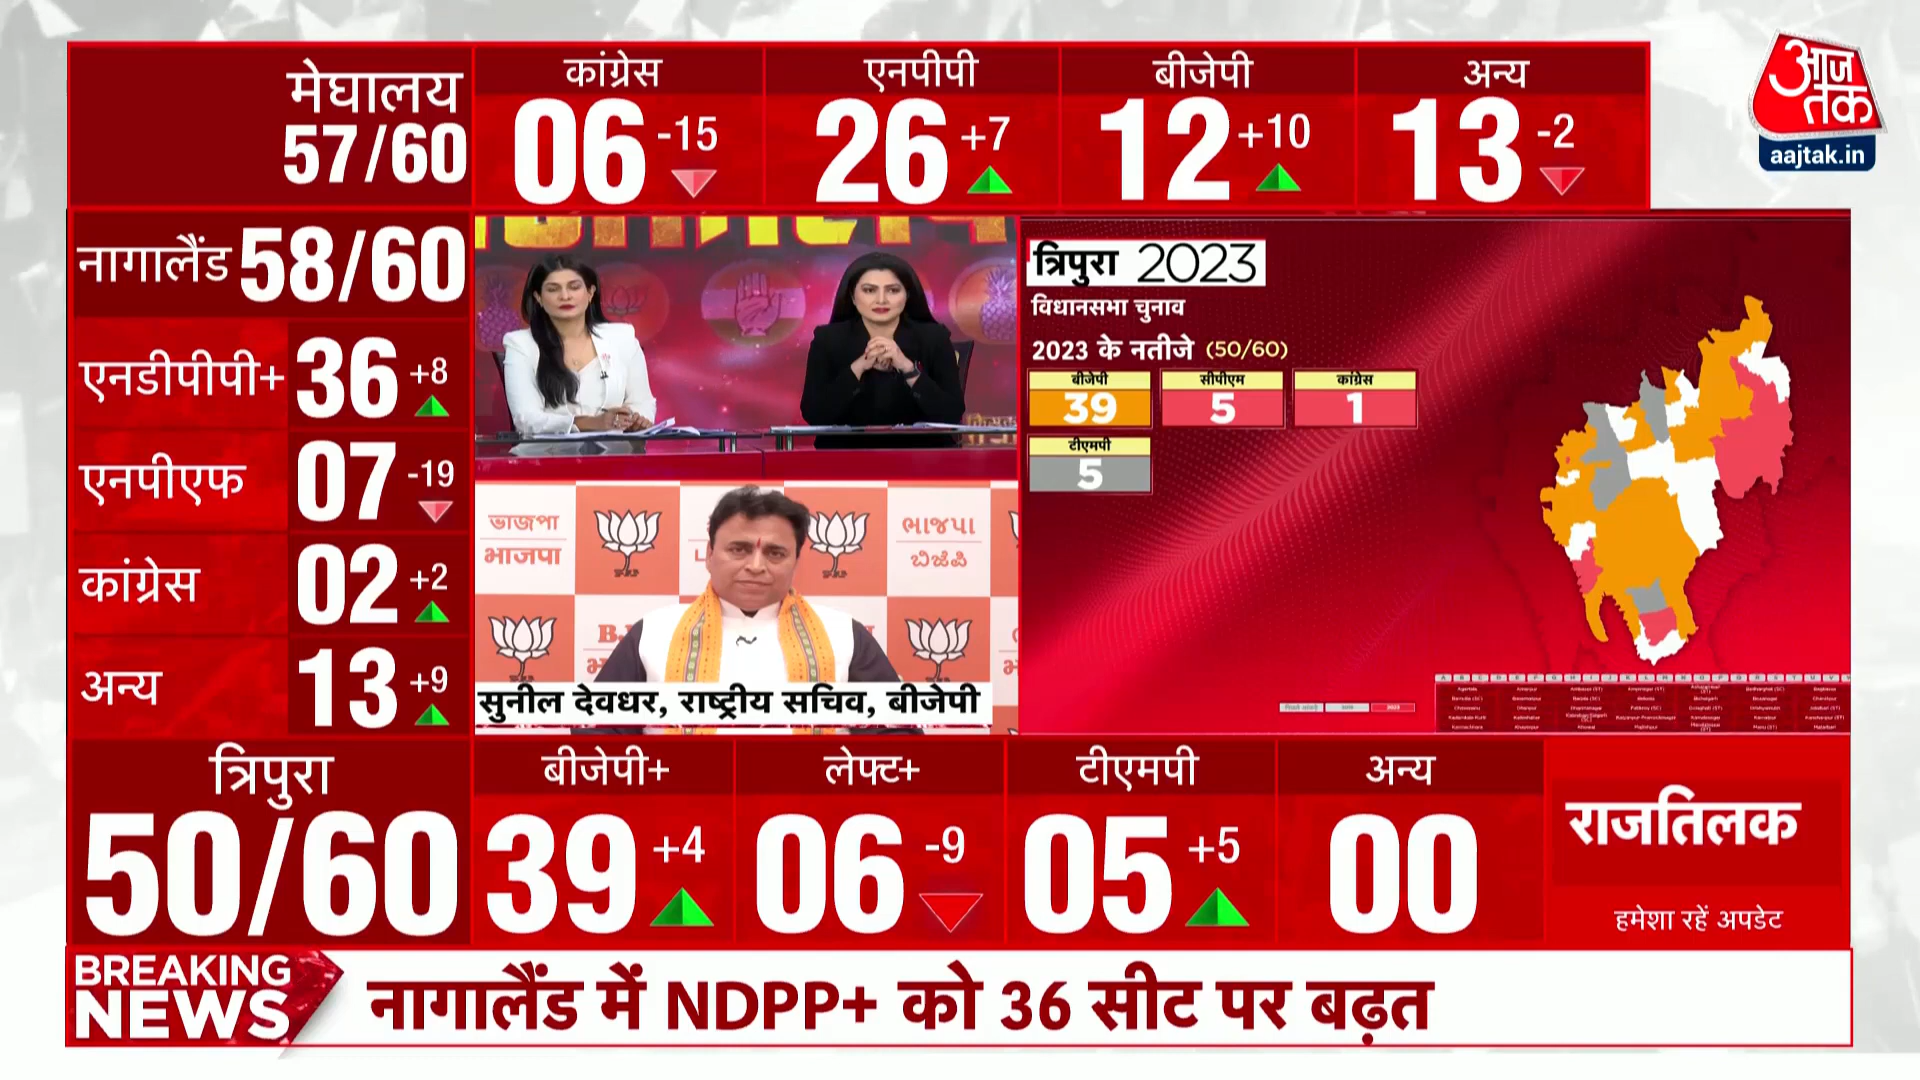 मेघालय
57/60
कांग्रेस
06 -15
एनपीपी
26 +7
बीजेपी
12 +10
अन्य
13 -2
आज
तक
aajtak.in
नागालैंड 58/60
एनडीपीपी+ 36 +8
एनपीएफ 07 -19
कांग्रेस 02 +2
अन्य 13 +9
ભાજપા
भाजपा
ભાજપા
ಬಿಜೆಪಿ
सुनील देवधर, राष्ट्रीय सचिव, बीजेपी
त्रिपुरा 2023
विधानसभा चुनाव
2023 के नतीजे (50/60)
बीजेपी
39
सीपीएम
5
कांग्रेस
1
टीएमपी
5
त्रिपुरा
50/60
बीजेपी+
39 +4
लेफ्ट+
06 -9
टीएमपी
05 +5
अन्य
00
राजतिलक
हमेशा रहें अपडेट
BREAKING
NEWS
नागालैंड में NDPP+ को 36 सीट पर बढ़त